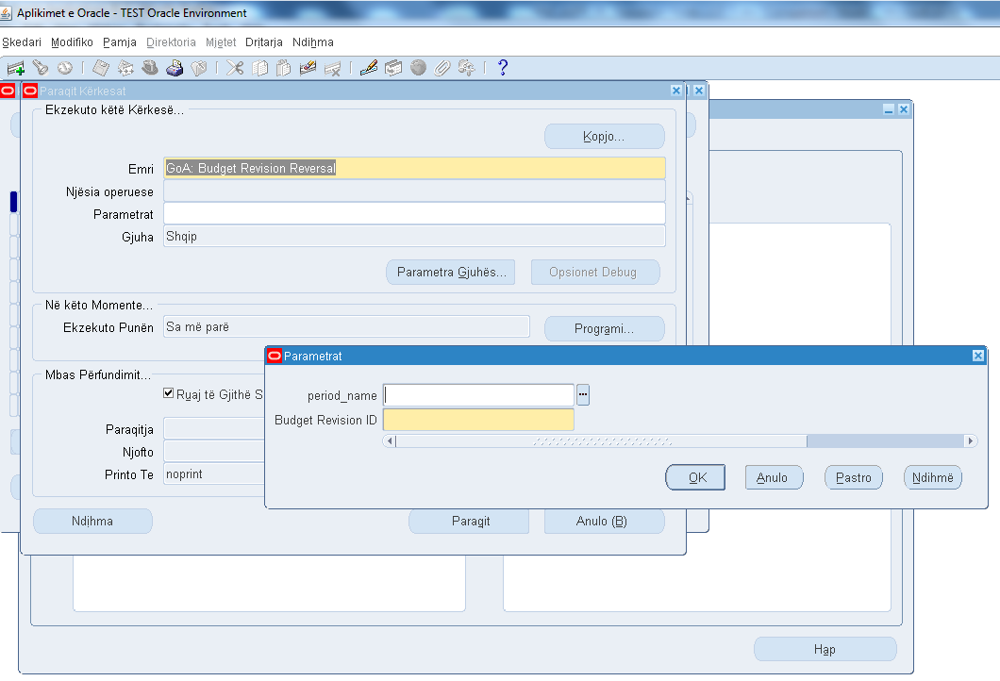 Aplikimet e Oracle - TEST Oracle Environment
Skedari Modifiko Pamja Direktoria Mjetet Dritarja Ndihma
Paraqit Kërkesat
Ekzekuto këtë Kërkesë...
Kopjo...
Emri GoA: Budget Revision Reversal
Njësia operuese
Parametrat
Gjuha Shqip
Parametra Gjuhës... Opsionet Debug
Në këto Momente...
Ekzekuto Punën Sa më parë Programi...
Parametrat
Mbas Përfundimit...
Ruaj të Gjithë S
period_name
Budget Revision ID
Paraqitja
Njofto
Printo Te noprint
OK Anulo Pastro Ndihmë
Ndihma Paraqit Anulo (B)
Hap